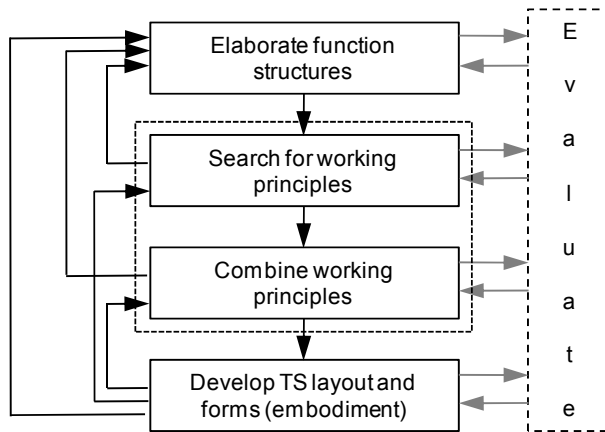 Elaborate function
structures
Search for working
principles
Combine working
principles
Develop TS layout and
forms (embodiment)
E
v
a
l
u
a
t
e